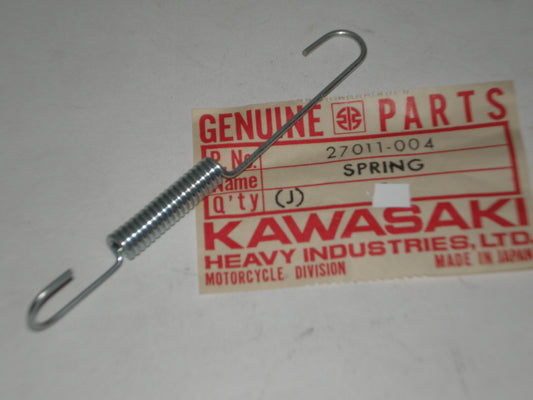 GENUINE PARTS
P. No. 27011-004
Name SPRING
Q'ty (J)
KAWASAKI
HEAVY INDUSTRIES, LTD.
MOTORCYCLE DIVISION MADE IN JAPAN